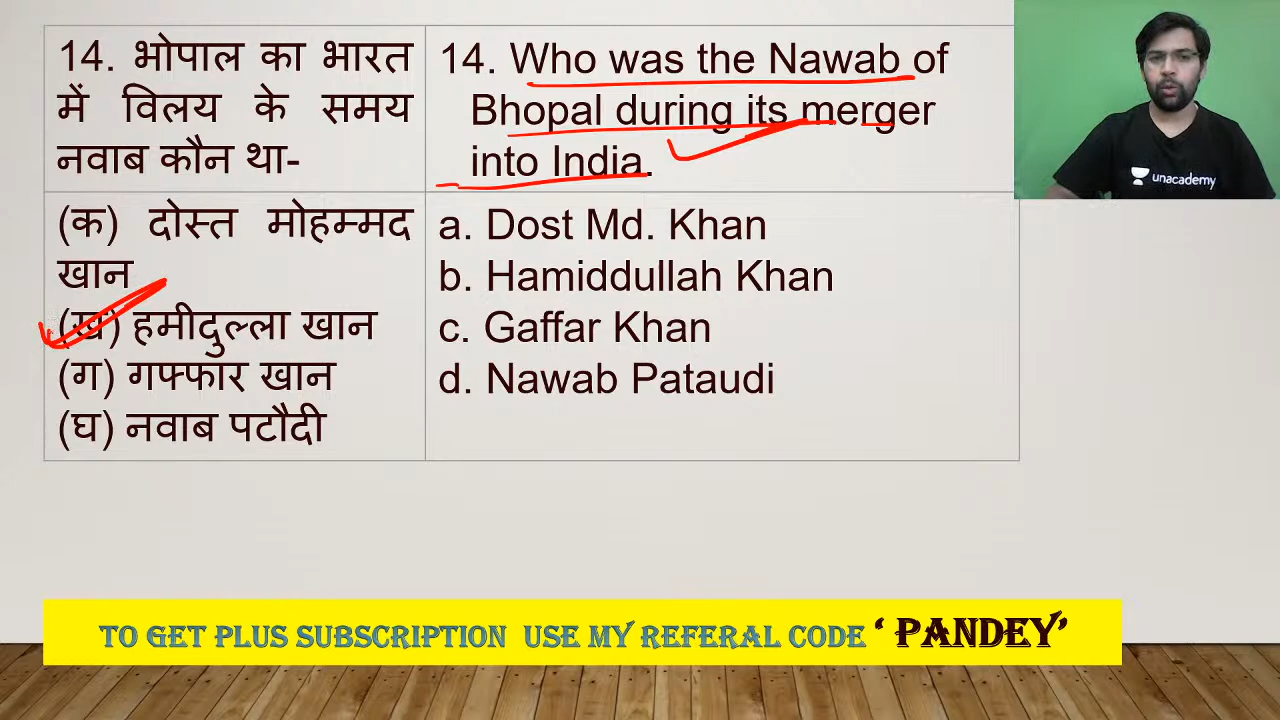 14. भोपाल का भारत
में विलय के समय
नवाब कौन था-
14. Who was the Nawab of
Bhopal during its merger
into India.
(क) दोस्त मोहम्मद
खान
(ख) हमीदुल्ला खान
(ग) गफ्फार खान
(घ) नवाब पटौदी
a. Dost Md. Khan
b. Hamiddullah Khan
c. Gaffar Khan
d. Nawab Pataudi
unacademy
TO GET PLUS SUBSCRIPTION USE MY REFERAL CODE ‘ PANDEY’